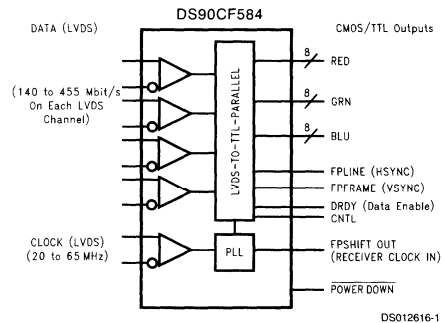 DS90CF584
DATA (LVDS)
CMOS/TTL Outputs
(140 to 455 Mbit/s
On Each LVDS
Channel)
LVDS-TO-TTL-PARALLEL
8
RED
8
GRN
8
BLU
FPLINE (HSYNC)
FPFRAME (VSYNC)
DRDY (Data Enable)
CNTL
CLOCK (LVDS)
(20 to 65 MHz)
PLL
FPSHIFT OUT
(RECEIVER CLOCK IN)
POWER DOWN
DS012616-1